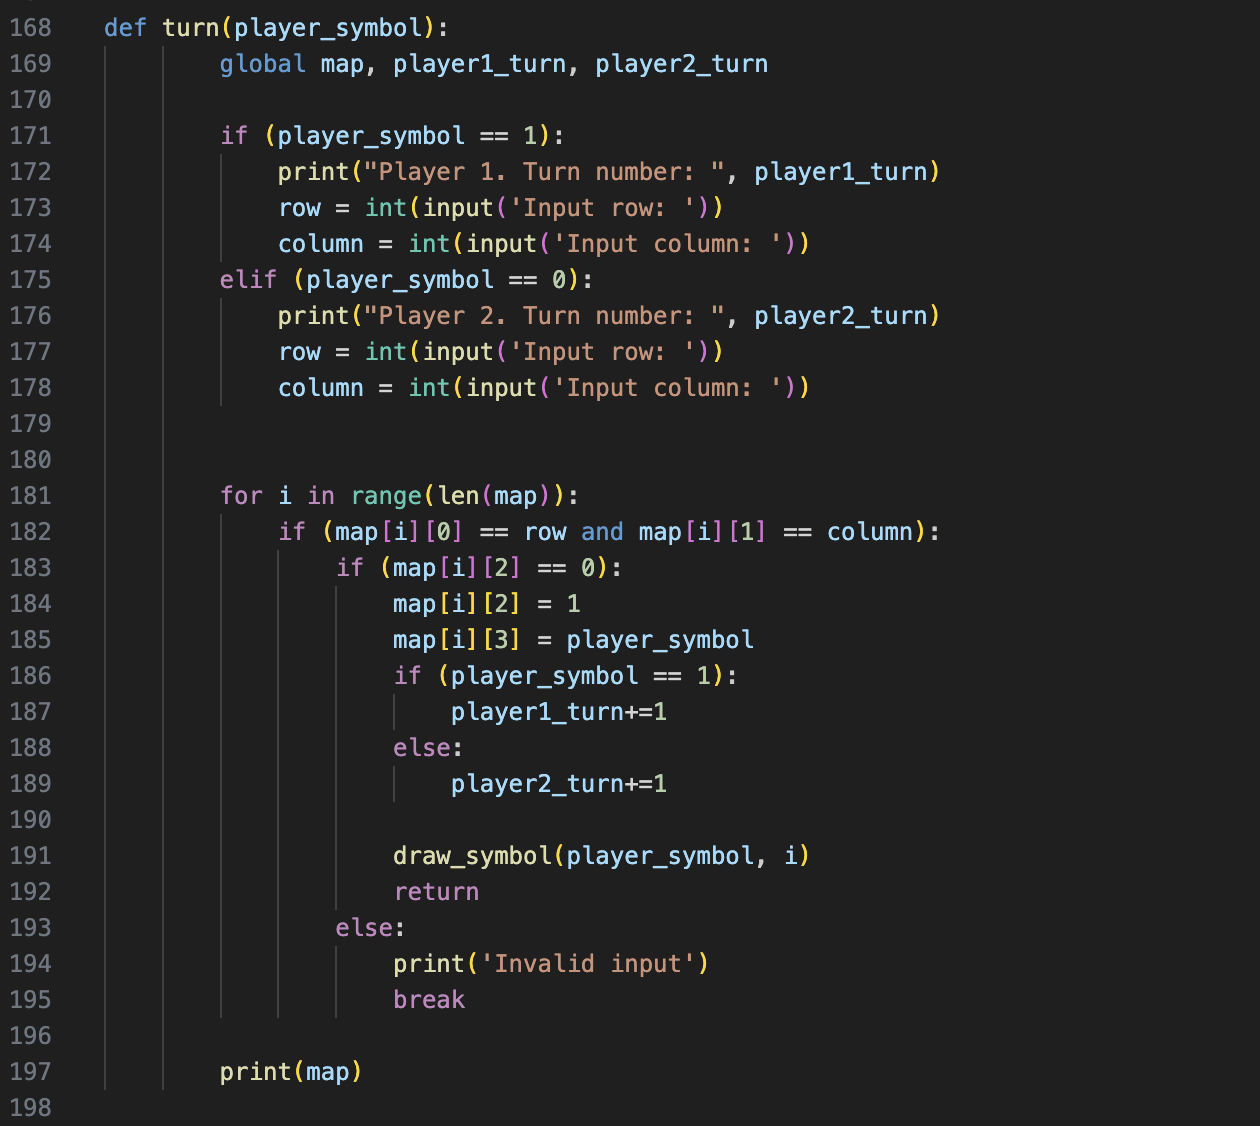 168 def turn(player_symbol):
169 global map, player1_turn, player2_turn
170
171 if (player_symbol == 1):
172 print("Player 1. Turn number: ", player1_turn)
173 row = int(input('Input row: '))
174 column = int(input('Input column: '))
175 elif (player_symbol == 0):
176 print("Player 2. Turn number: ", player2_turn)
177 row = int(input('Input row: '))
178 column = int(input('Input column: '))
179
180
181 for i in range(len(map)):
182 if (map[i][0] == row and map[i][1] == column):
183 if (map[i][2] == 0):
184 map[i][2] = 1
185 map[i][3] = player_symbol
186 if (player_symbol == 1):
187 player1_turn+=1
188 else:
189 player2_turn+=1
190
191 draw_symbol(player_symbol, i)
192 return
193 else:
194 print('Invalid input')
195 break
196
197 print(map)
198